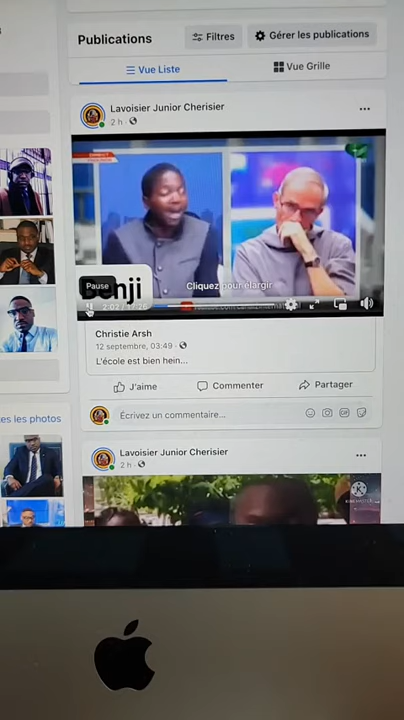 Publications
Filtres
Gérer les publications
Vue Liste
Vue Grille
Lavoisier Junior Cherisier
2 h ·
Pause
Cliquez pour élargir
Christie Arsh
12 septembre, 03:49 ·
L'école est bien hein...
J'aime
Commenter
Partager
Écrivez un commentaire...
es les photos
Lavoisier Junior Cherisier
2 h ·